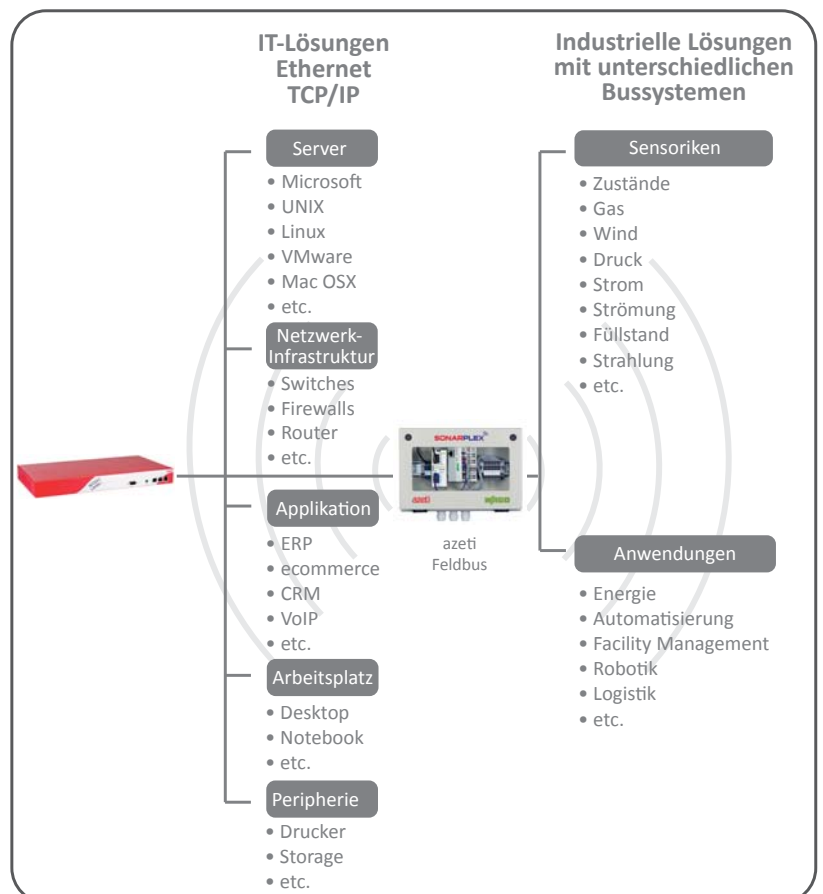 IT-Lösungen
Ethernet
TCP/IP
Server
• Microsoft
• UNIX
• Linux
• VMware
• Mac OSX
• etc.
Netzwerk-
Infrastruktur
• Switches
• Firewalls
• Router
• etc.
Applikation
• ERP
• ecommerce
• CRM
• VoIP
• etc.
Arbeitsplatz
• Desktop
• Notebook
• etc.
Peripherie
• Drucker
• Storage
• etc.
SONARPLEX
azeti
WAGO
azeti
Feldbus
Industrielle Lösungen
mit unterschiedlichen
Bussystemen
Sensoriken
• Zustände
• Gas
• Wind
• Druck
• Strom
• Strömung
• Füllstand
• Strahlung
• etc.
Anwendungen
• Energie
• Automatisierung
• Facility Management
• Robotik
• Logistik
• etc.